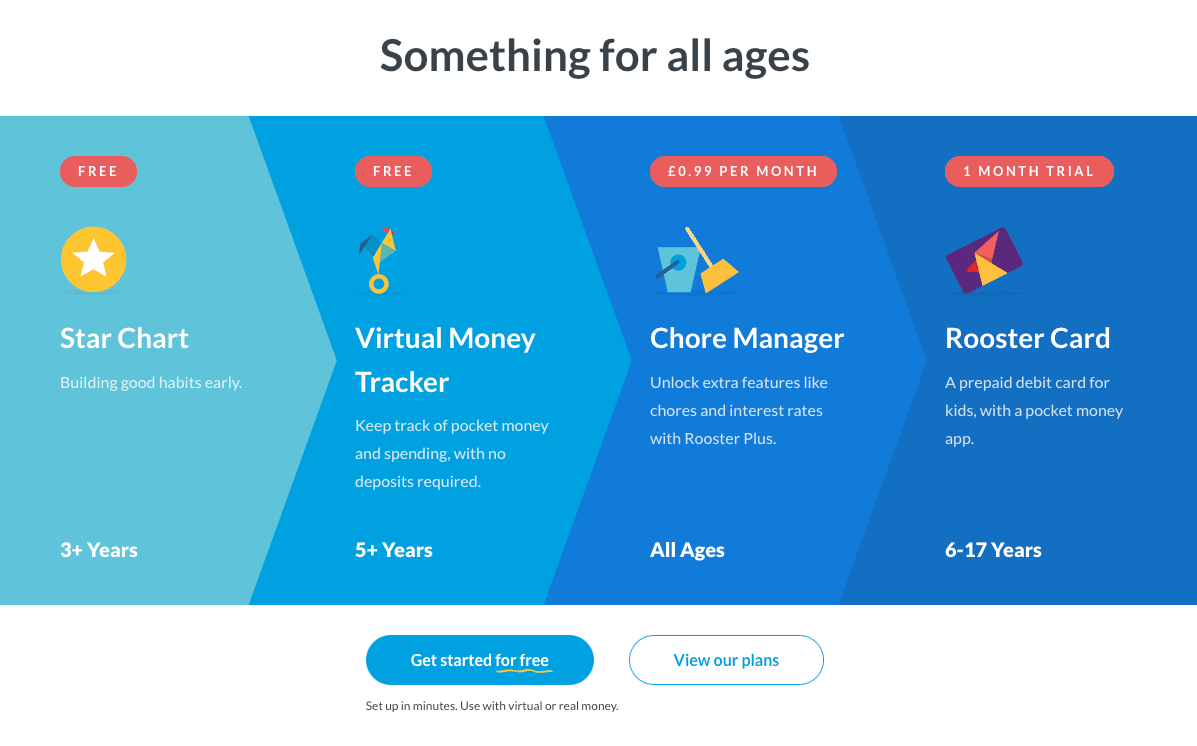 Something for all ages
FREE
Star Chart
Building good habits early.
3+ Years
FREE
Virtual Money
Tracker
Keep track of pocket money
and spending, with no
deposits required.
5+ Years
£0.99 PER MONTH
Chore Manager
Unlock extra features like
chores and interest rates
with Rooster Plus.
All Ages
1 MONTH TRIAL
Rooster Card
A prepaid debit card for
kids, with a pocket money
app.
6-17 Years
Get started for free
View our plans
Set up in minutes. Use with virtual or real money.